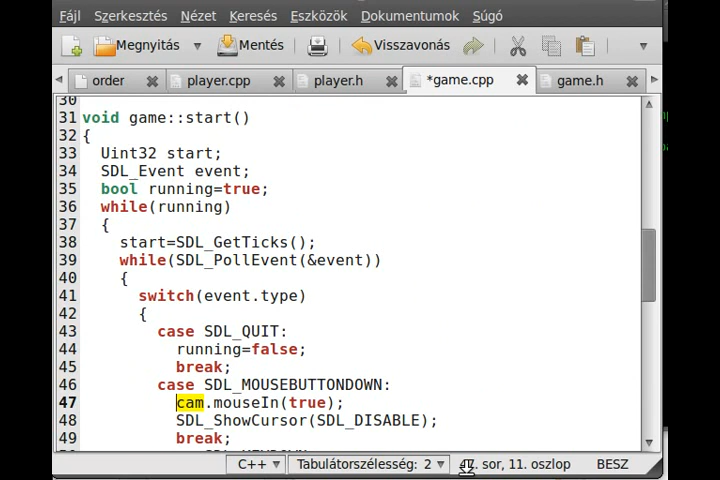 Fájl Szerkesztés Nézet Keresés Eszközök Dokumentumok Súgó
Megnyitás Mentés Visszavonás
order player.cpp player.h *game.cpp game.h
30
31 void game::start()
32 {
33 Uint32 start;
34 SDL_Event event;
35 bool running=true;
36 while(running)
37 {
38 start=SDL_GetTicks();
39 while(SDL_PollEvent(&event))
40 {
41 switch(event.type)
42 {
43 case SDL_QUIT:
44 running=false;
45 break;
46 case SDL_MOUSEBUTTONDOWN:
47 cam.mouseIn(true);
48 SDL_ShowCursor(SDL_DISABLE);
49 break;
C++ Tabulátorszélesség: 2 sor, 11. oszlop BESZ